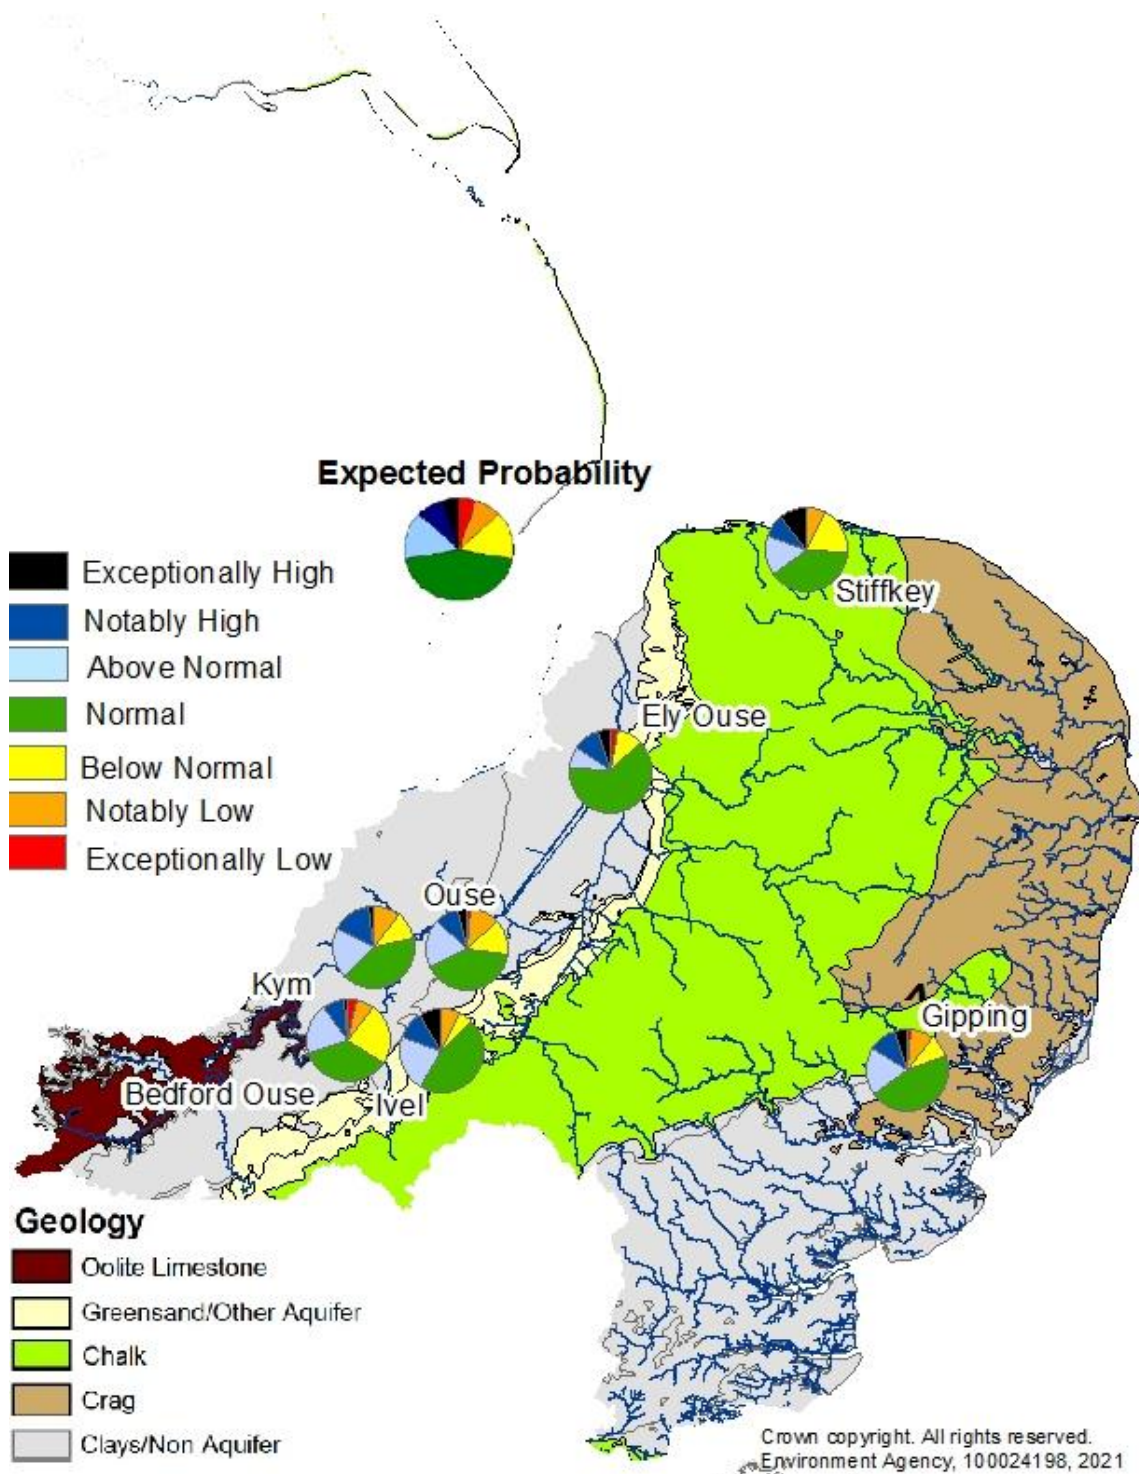 Expected Probability
Exceptionally High
Notably High
Above Normal
Normal
Below Normal
Notably Low
Exceptionally Low
Stiffkey
Ely Ouse
Ouse
Kym
Bedford Ouse
Ivel
Gipping
Geology
Oolite Limestone
Greensand/Other Aquifer
Chalk
Crag
Clays/Non Aquifer
Crown copyright. All rights reserved.
Environment Agency, 100024198, 2021